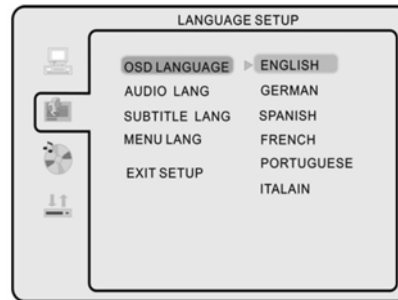 LANGUAGE SETUP
OSD LANGUAGE ENGLISH
AUDIO LANG GERMAN
SUBTITLE LANG SPANISH
MENU LANG FRENCH
EXIT SETUP PORTUGUESE
ITALAIN